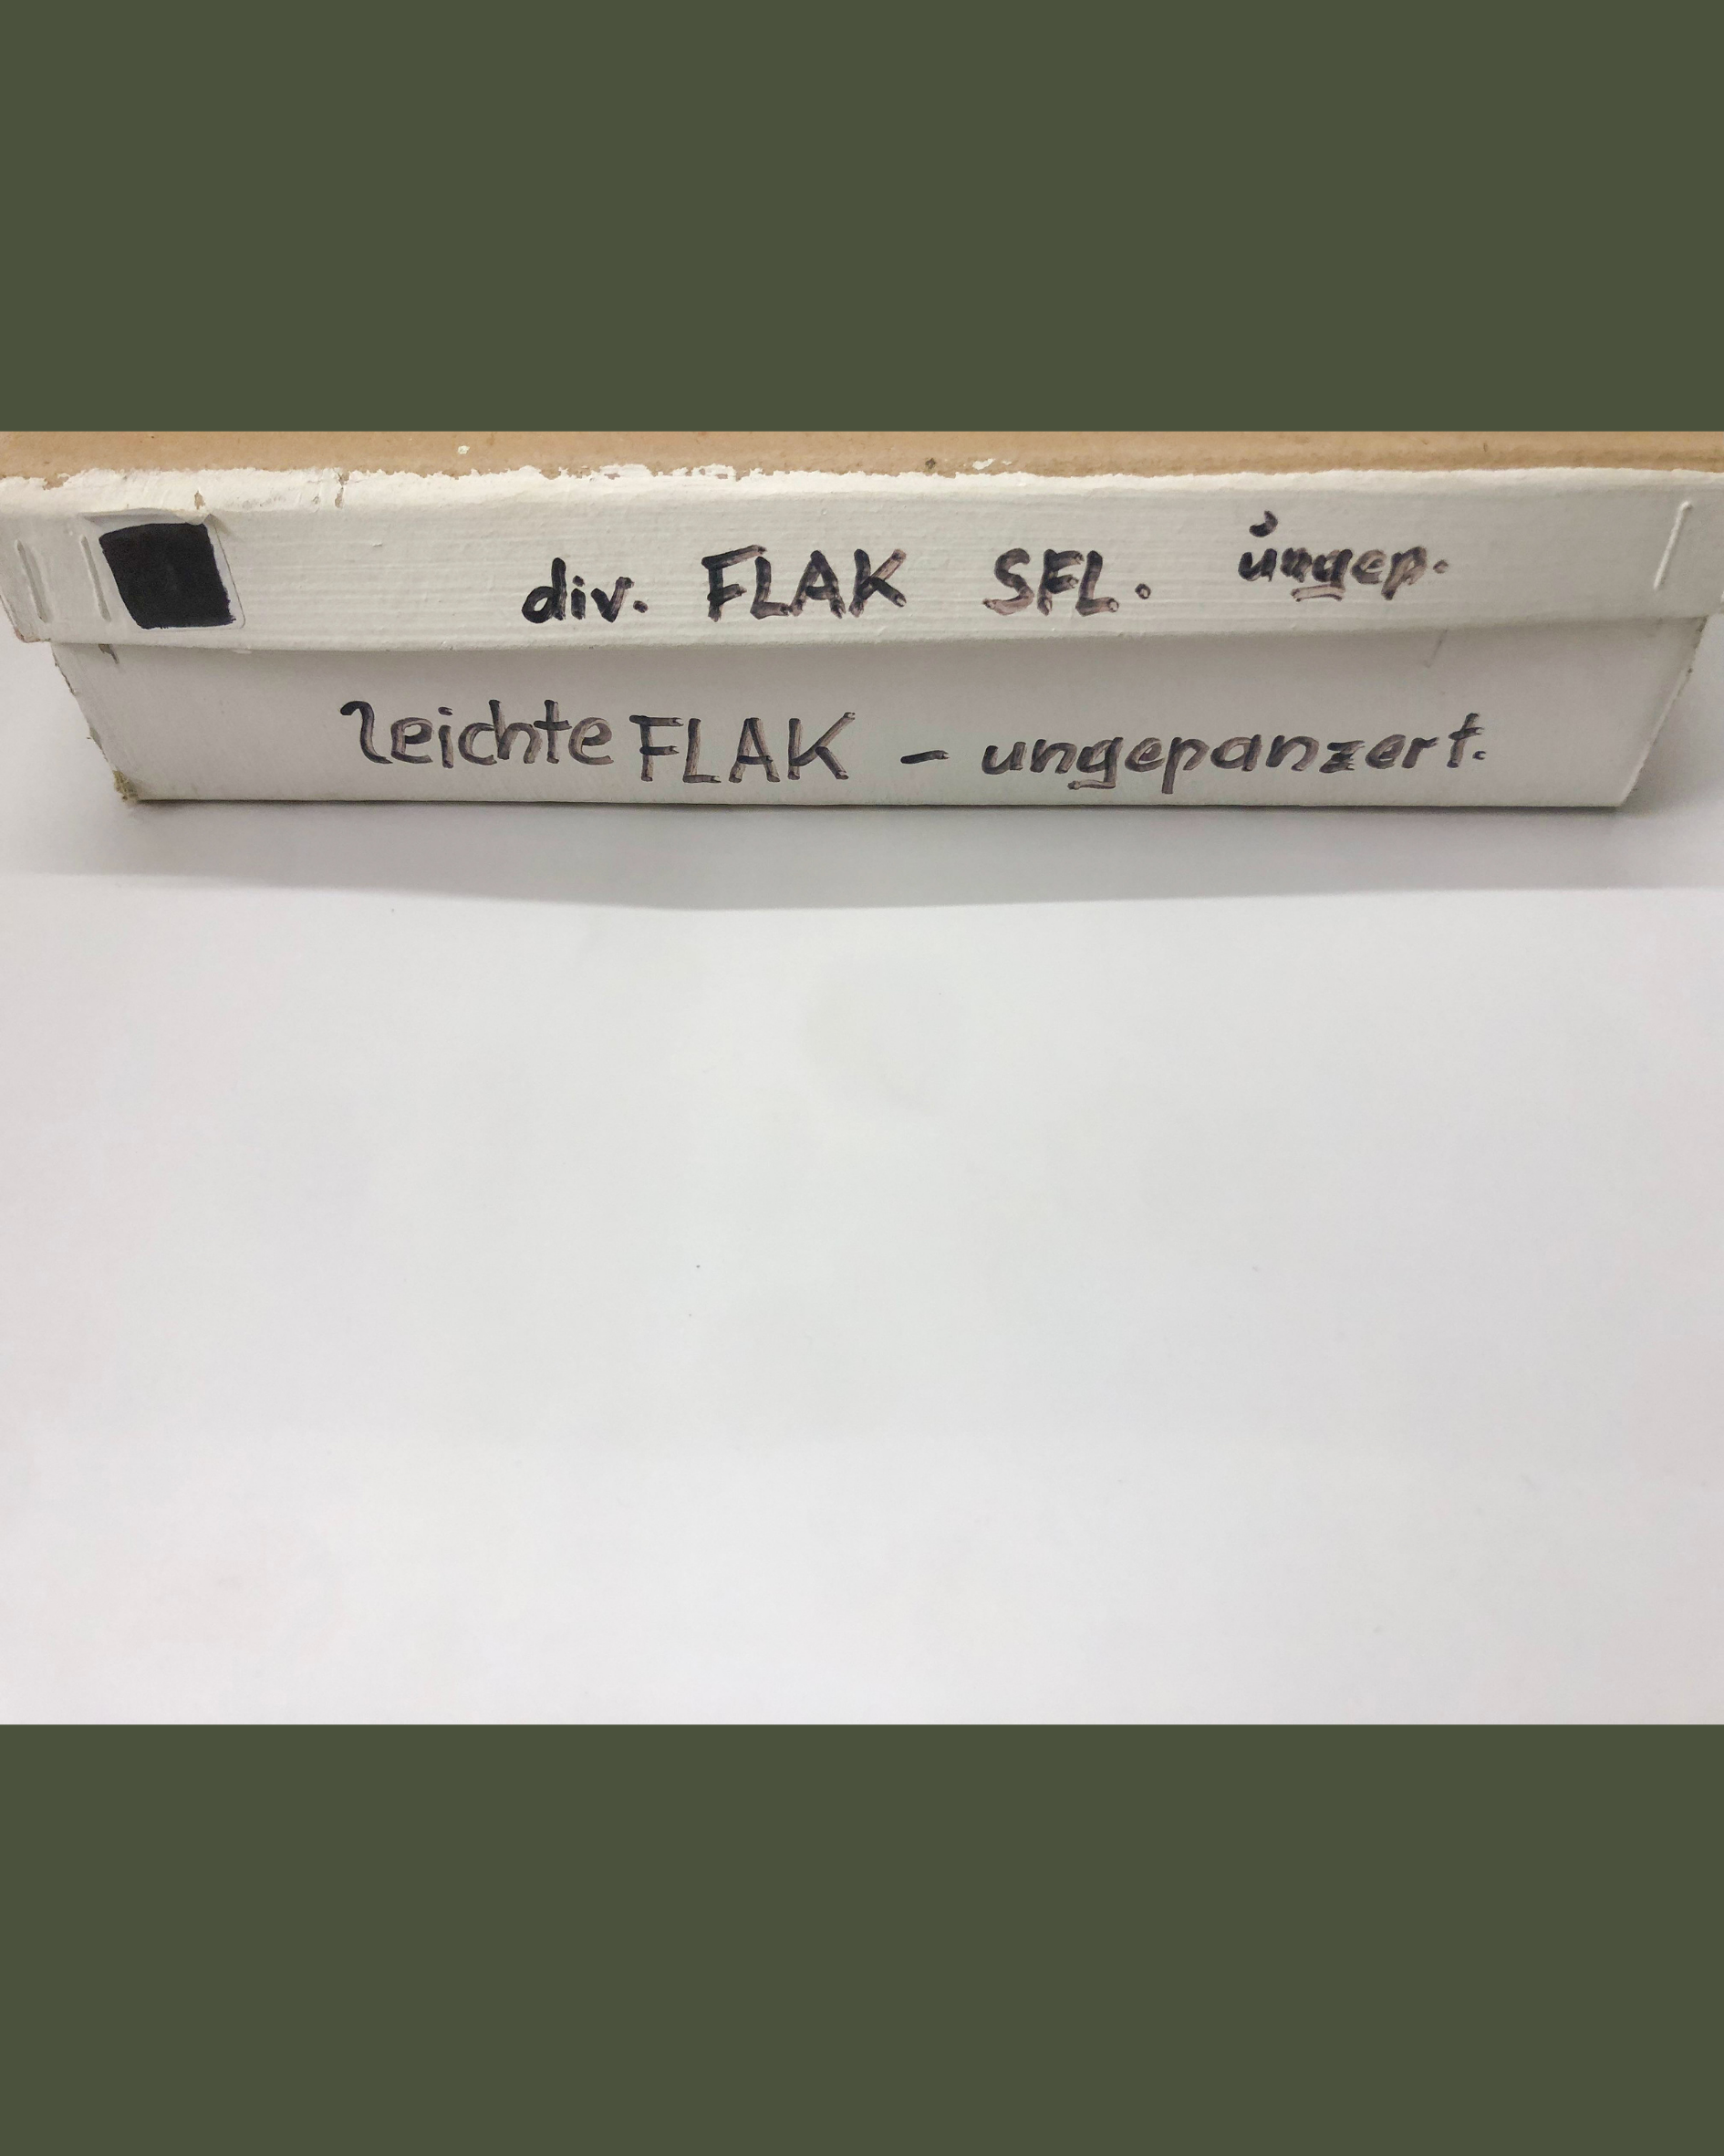 div. FLAK SFL. ungep.
leichte FLAK - ungepanzert.